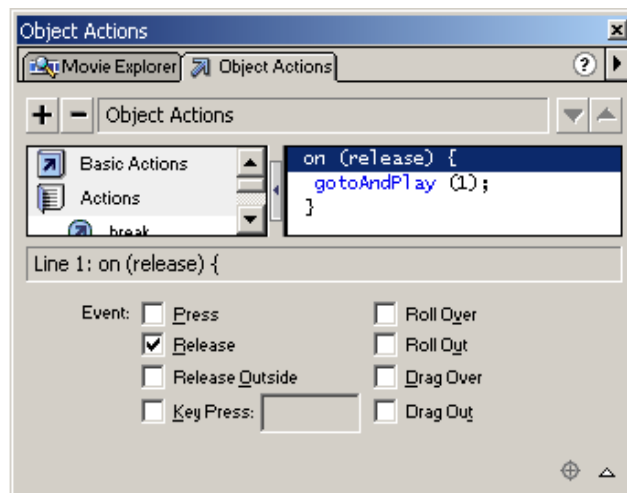 Object Actions
Movie Explorer
Object Actions
?
+ - Object Actions
Basic Actions
Actions
break
on (release) {
gotoAndPlay (1);
}
Line 1: on (release) {
Event:
Press
Release
Release Outside
Key Press:
Roll Over
Roll Out
Drag Over
Drag Out